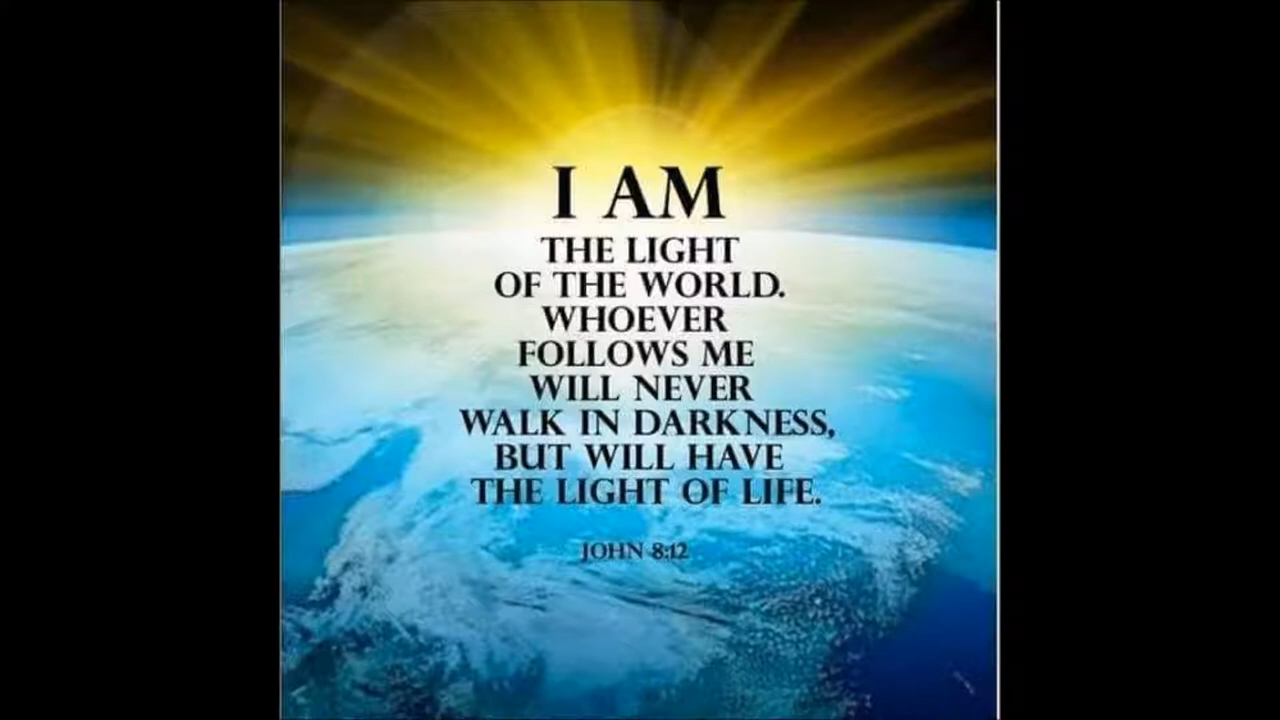 I AM
THE LIGHT
OF THE WORLD.
WHOEVER
FOLLOWS ME
WILL NEVER
WALK IN DARKNESS,
BUT WILL HAVE
THE LIGHT OF LIFE.
JOHN 8:12